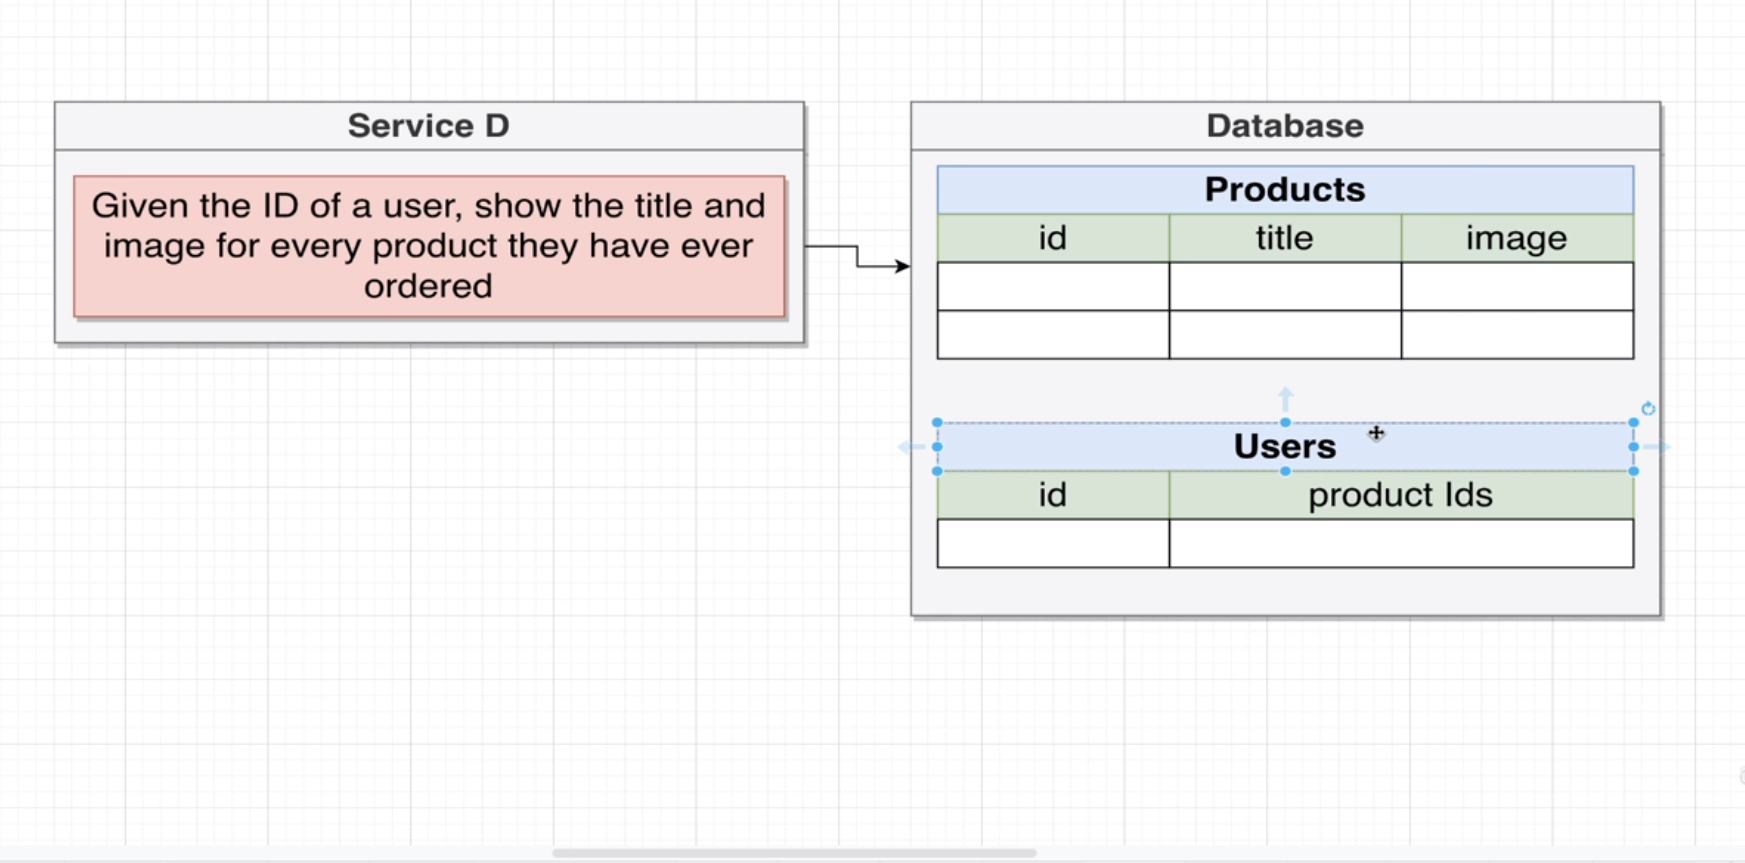 Service D
Given the ID of a user, show the title and
image for every product they have ever
ordered
Database
Products
id title image
Users
id product Ids